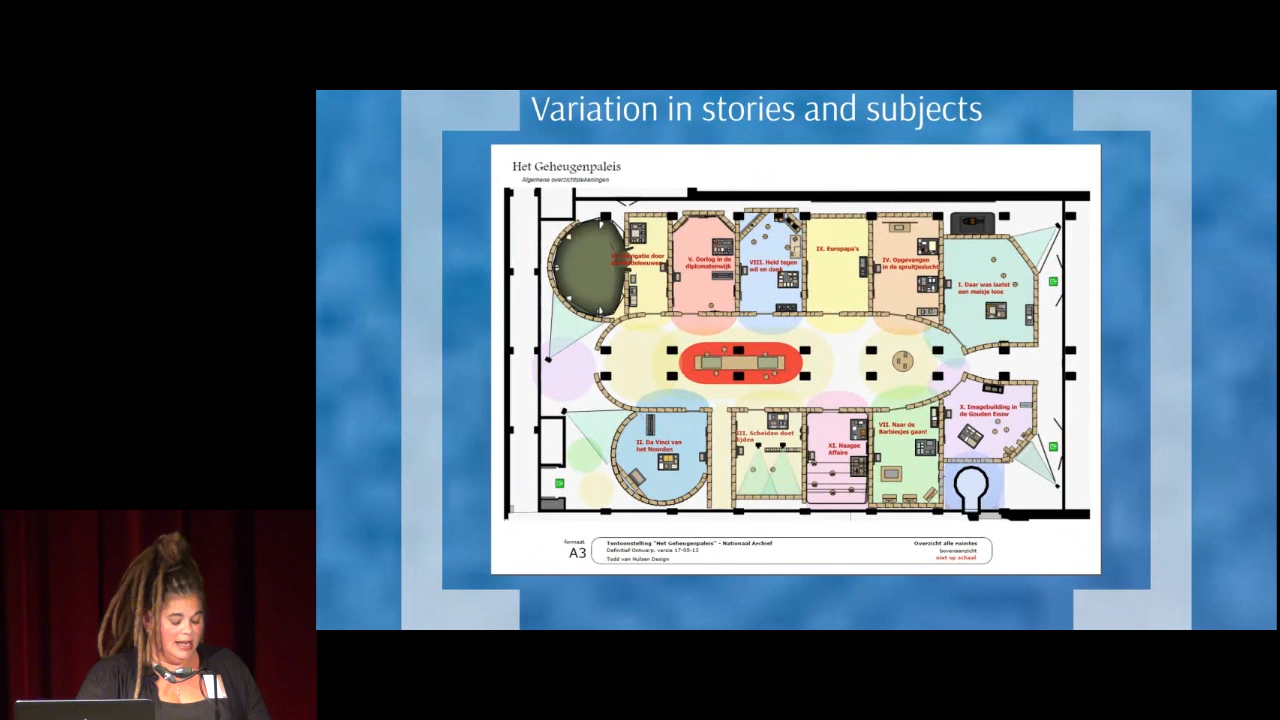 Variation in stories and subjects
Het Geheugenpaleis
Algemene overzichtstekeningen
V. Oorlog in de
diplomatenwijk
VIII. Held tegen
wil en dank
IX. Europapa's
IV. Opgevangen
in de spruitjeslucht
I. Daar was laatst
een meisje loos
II. Da Vinci van
het Noorden
III. Scheiden doet
lijden
XI. Haagse
Affaire
VII. Naar de
Barbiesjes gaan!
X. Imagebuilding in
de Gouden Eeuw
formaat
A3
Tentoonstelling "Het Geheugenpaleis" - Nationaal Archief
Definitief Ontwerp, versie 17-05-13
Todd van Hulzen Design
Overzicht alle ruimtes
bovenaanzicht
niet op schaal